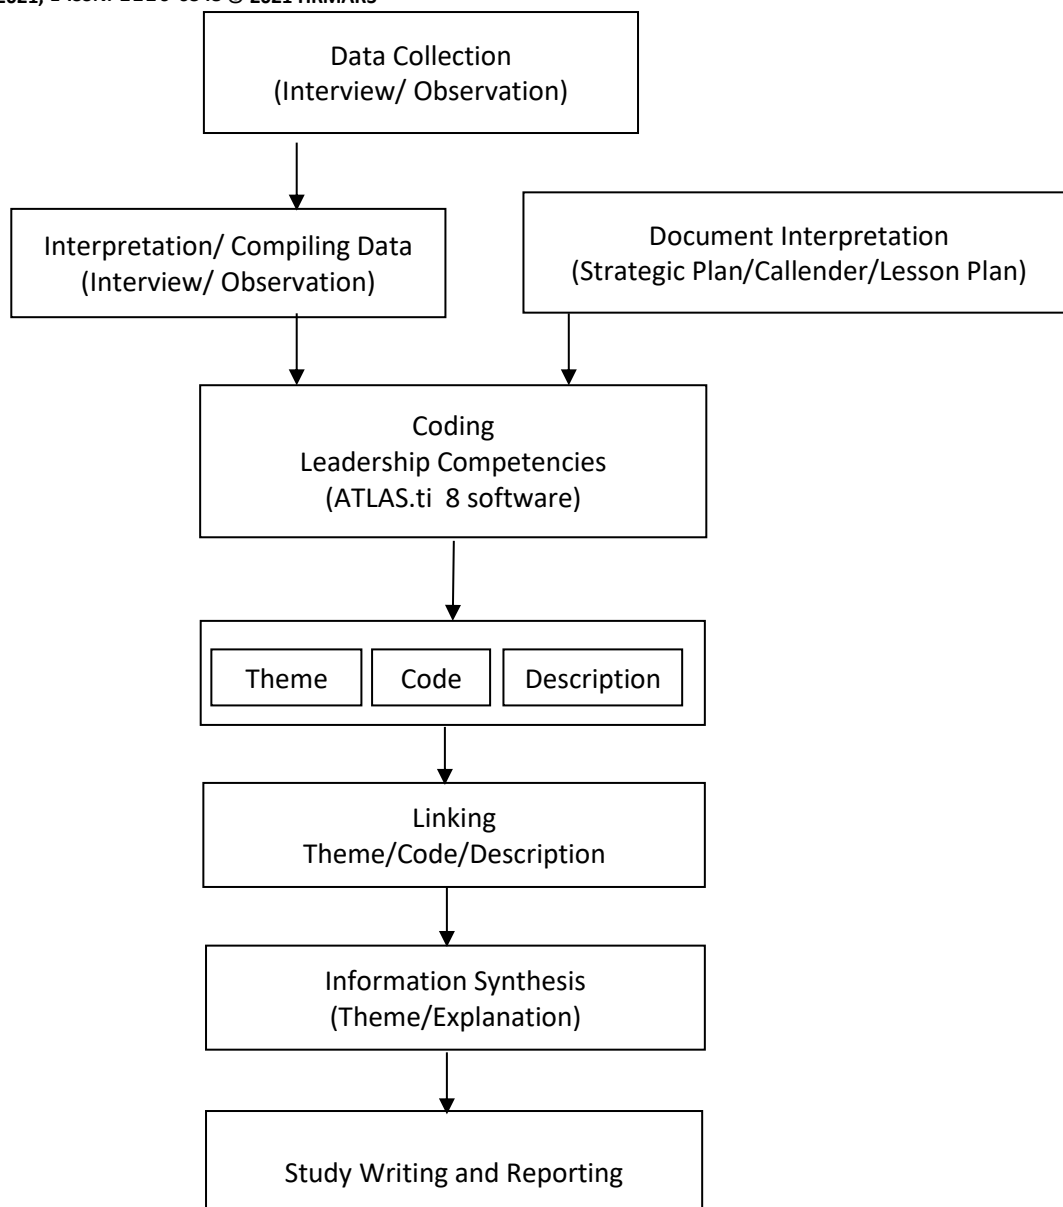 2021 HRMARS
Data Collection
(Interview/ Observation)
Interpretation/ Compiling Data
(Interview/ Observation)
Document Interpretation
(Strategic Plan/Callender/Lesson Plan)
Coding
Leadership Competencies
(ATLAS.ti 8 software)
Theme
Code
Description
Linking
Theme/Code/Description
Information Synthesis
(Theme/Explanation)
Study Writing and Reporting